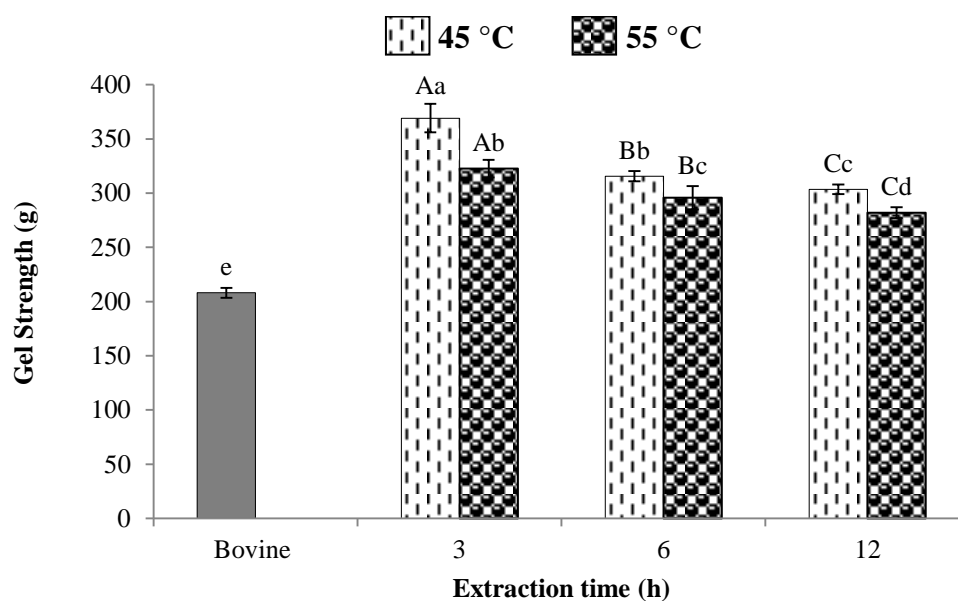 45 °C 55 °C
400
350
300
250
200
150
100
50
0
Gel Strength (g)
e
Aa
Ab
Bb
Bc
Cc
Cd
Bovine 3 6 12
Extraction time (h)